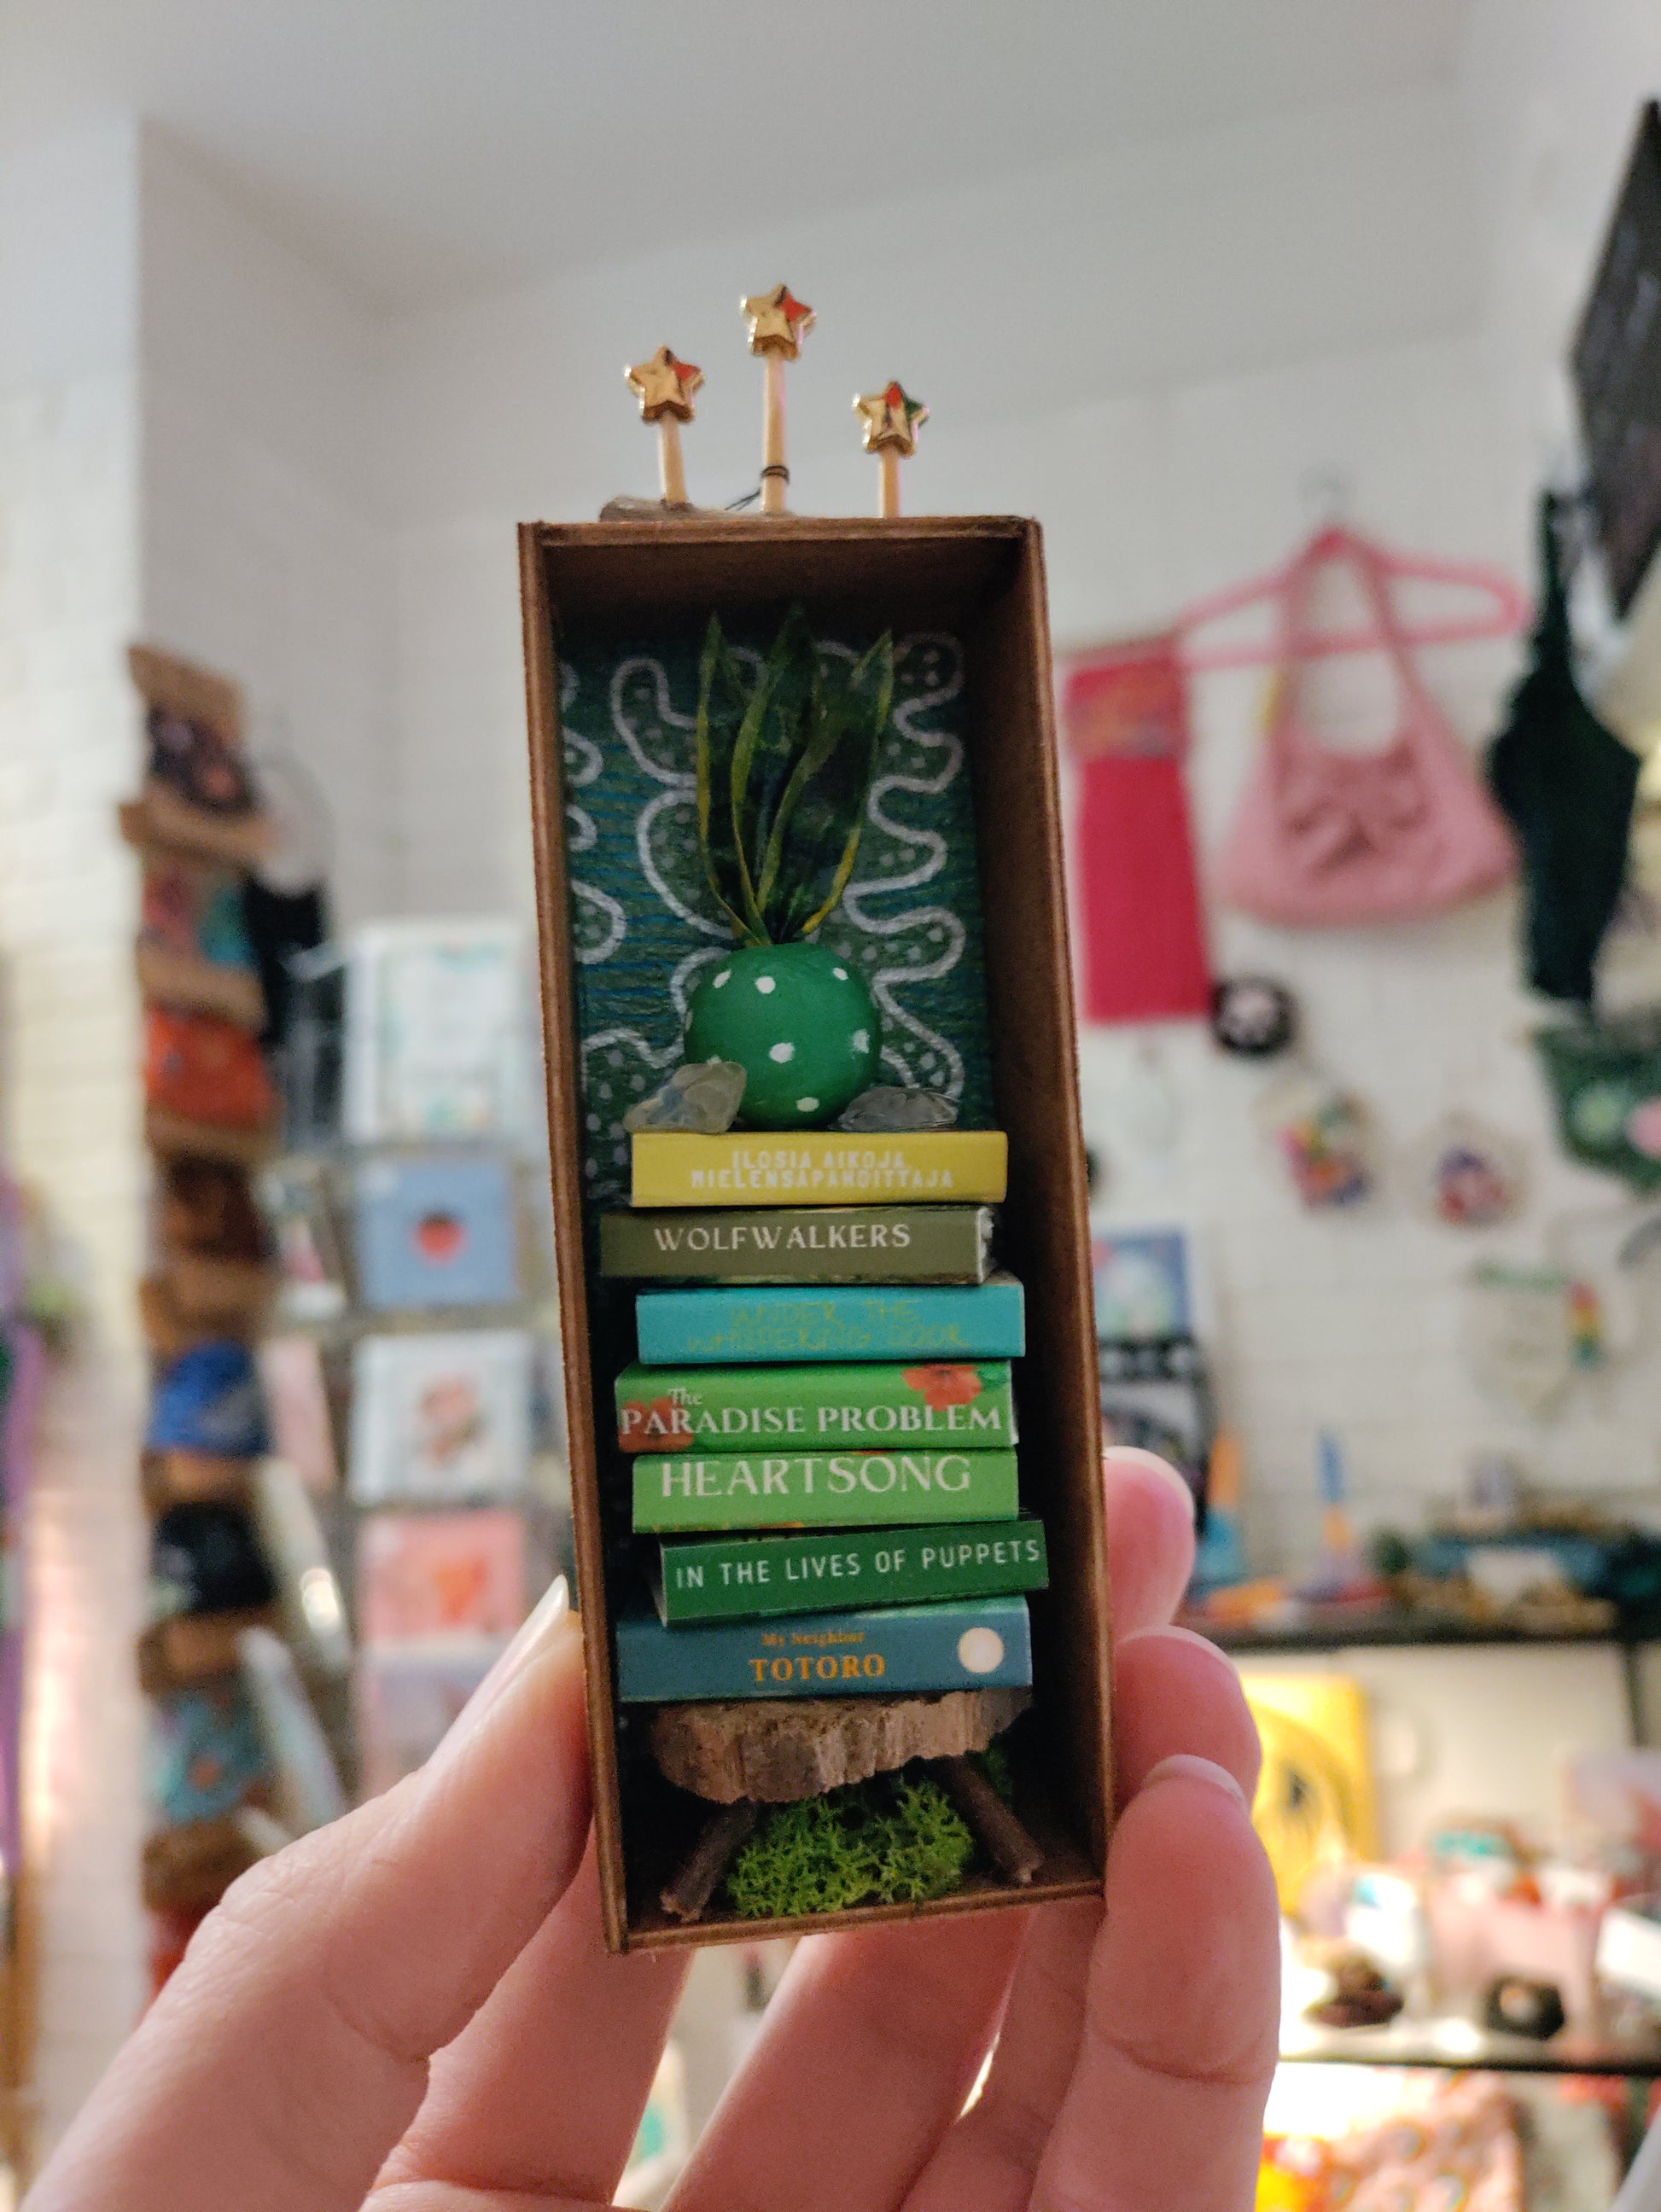 ILOSIA AIKOJA,
MIELENSÄPAHOITTAJA
WOLFWALKERS
UNDER THE
WHISPERING DOOR
The
PARADISE PROBLEM
HEARTSONG
IN THE LIVES OF PUPPETS
My Neighbor
TOTORO